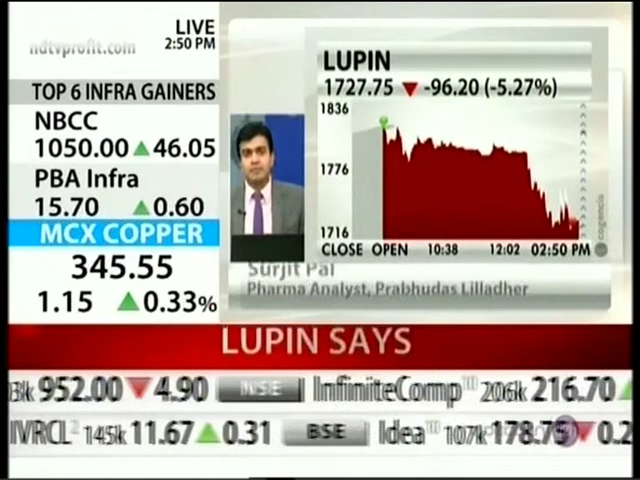 ndtvprofit.com
LIVE
2:50 PM
TOP 6 INFRA GAINERS
NBCC
1050.00 ▲ 46.05
PBA Infra
15.70 ▲ 0.60
MCX COPPER
345.55
1.15 ▲ 0.33%
LUPIN
1727.75 ▼ -96.20 (-5.27%)
1836
1776
1716
CLOSE OPEN 10:38 12:02 02:50 PM
cogencis
Surjit Pal
Pharma Analyst, Prabhudas Lilladher
LUPIN SAYS
3k 952.00 ▼ 4.90 NSE InfiniteComp 206k 216.70
IVRCL 145k 11.67 ▲ 0.31 BSE Idea 107k 178.75 ▼ 0.2